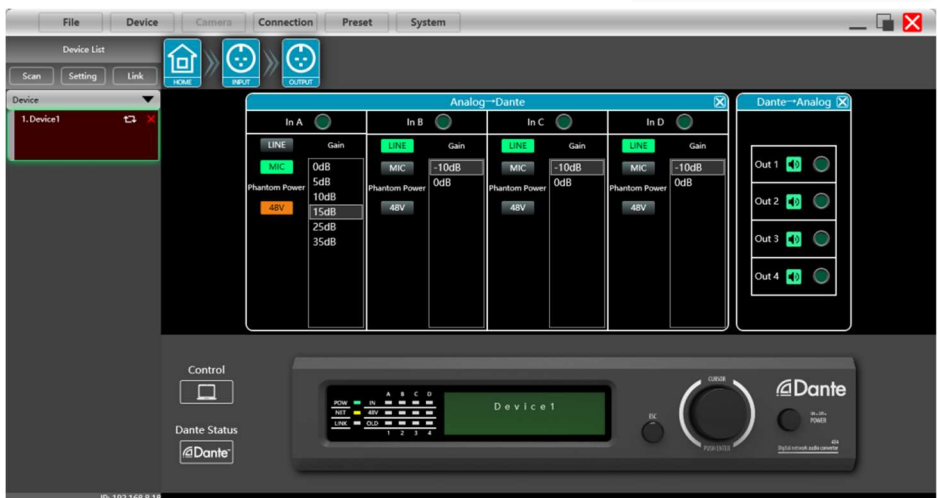 File Device Camera Connection Preset System
Device List
HOME INPUT OUTPUT
Scan Setting Link
Device
1.Device1
Analog→Dante
In A In B In C In D
LINE Gain LINE Gain LINE Gain LINE Gain
MIC 0dB MIC -10dB MIC -10dB MIC -10dB
Phantom Power 5dB Phantom Power 0dB Phantom Power 0dB Phantom Power 0dB
10dB
48V 15dB 48V 48V 48V
25dB
35dB
Dante→Analog
Out 1
Out 2
Out 3
Out 4
Control
Dante Status
Dante
A B C D
POW IN
NET 48V
LINK OLD
1 2 3 4
Device1
ESC
CURSOR
PUSH/ENTER
Dante
POWER
Digital network audio converter